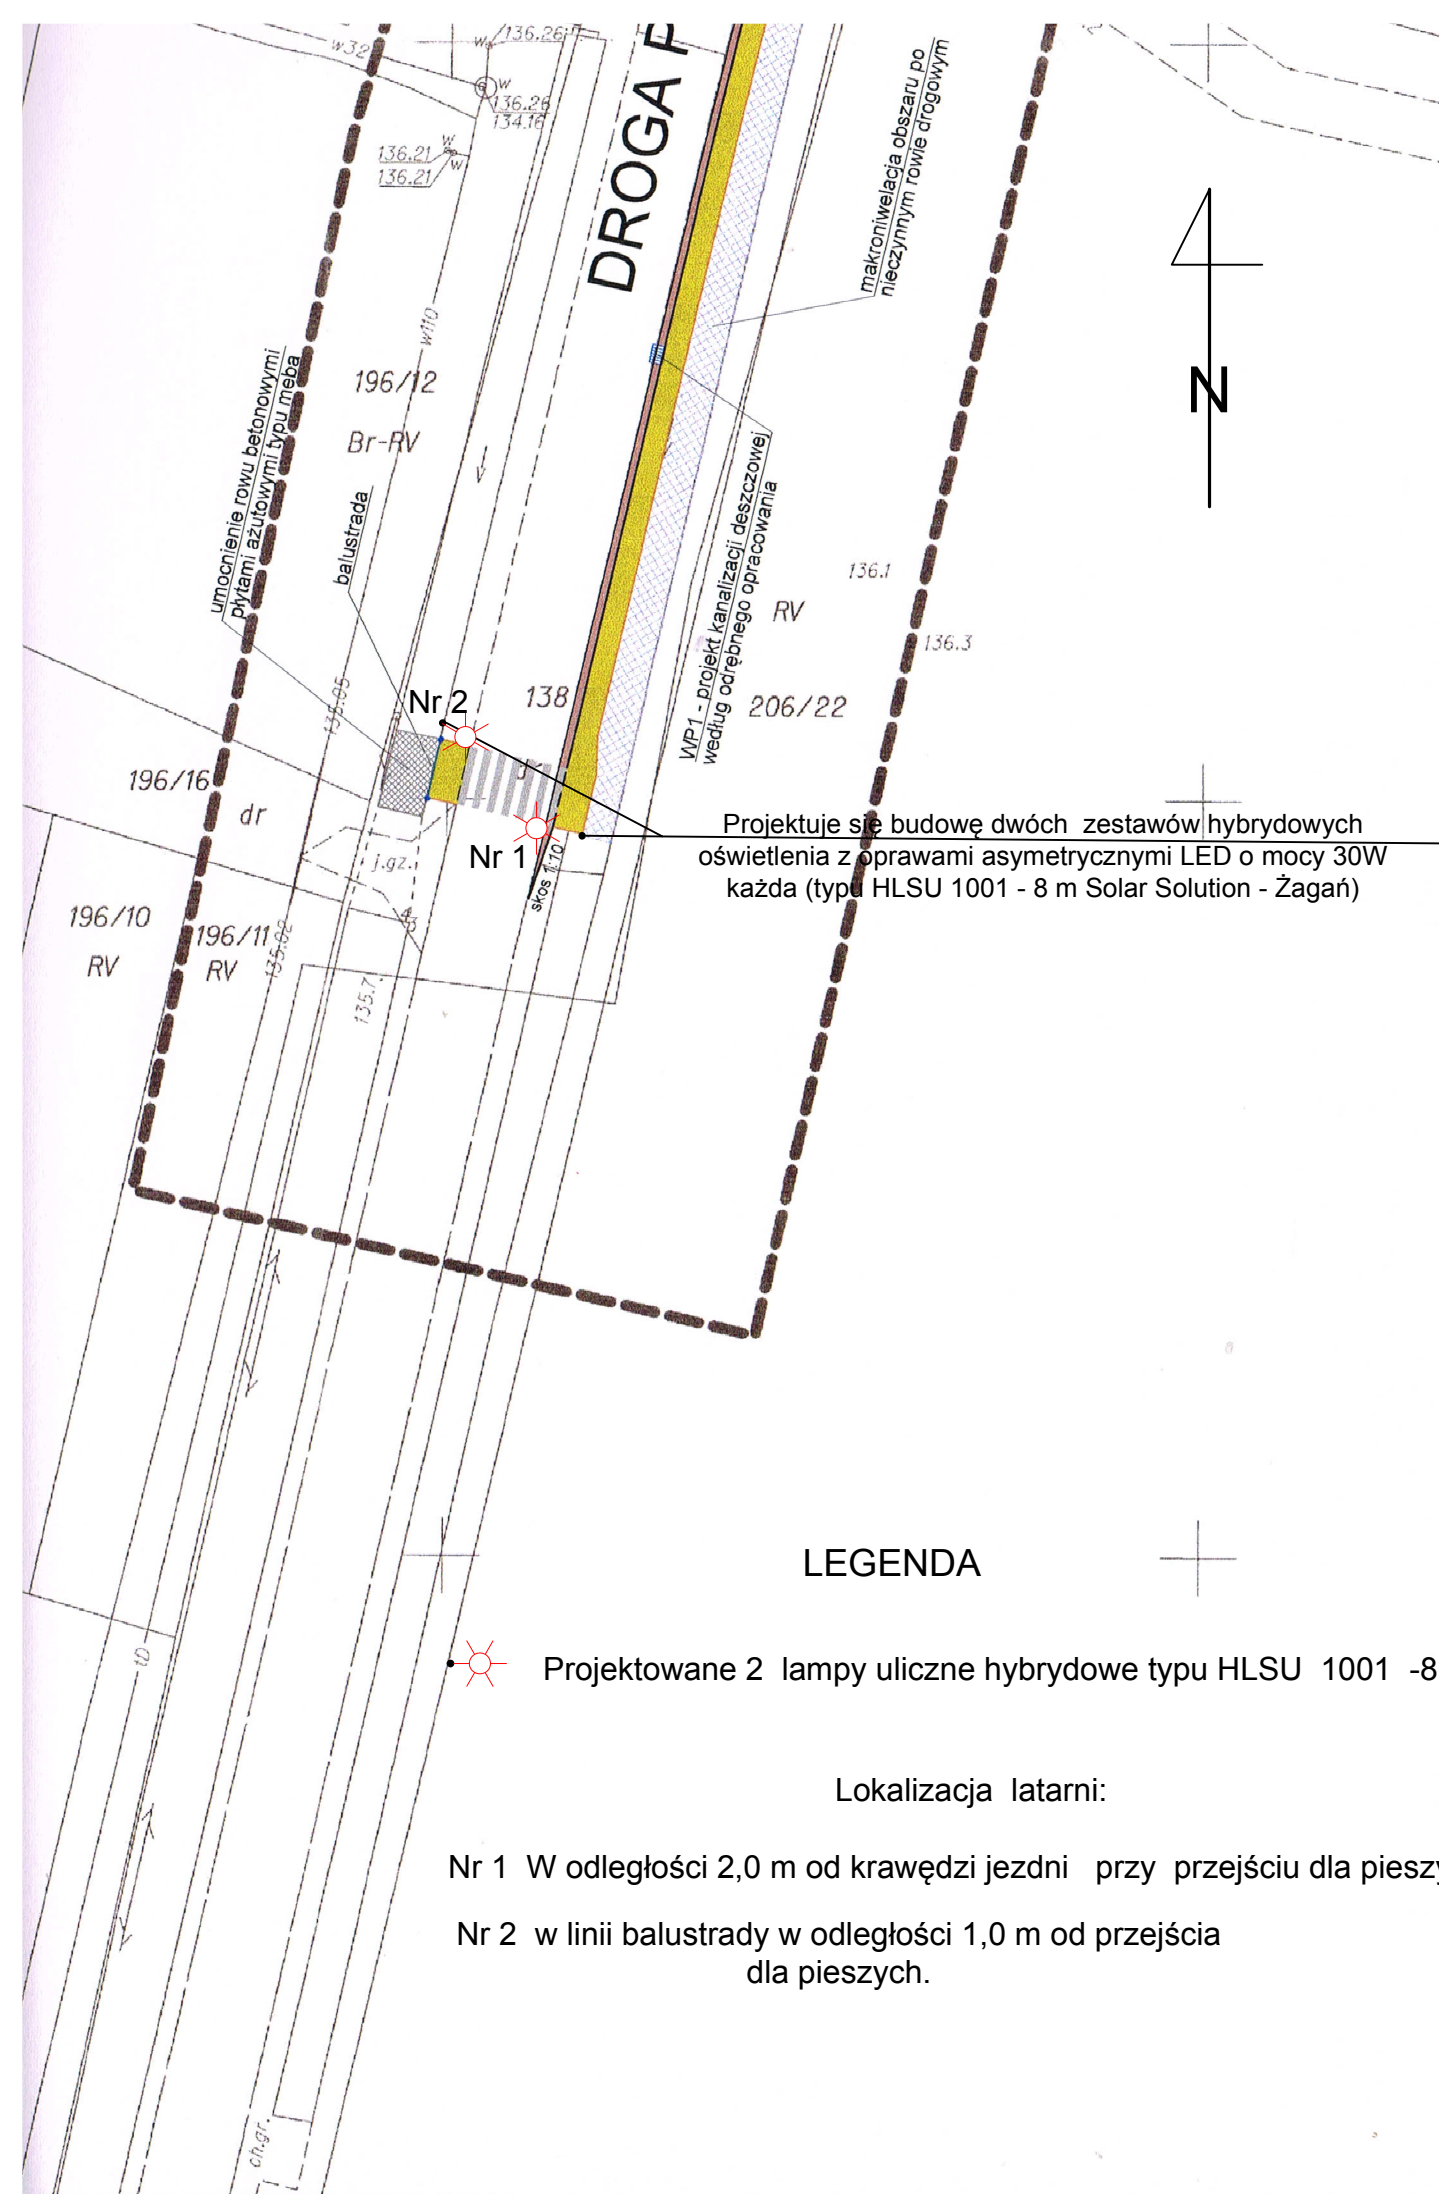 w32
w
136.26
w
136.26
134.16
136.21
w
136.21
w
DROGA P
makroniwelacja obszaru po
nieczynnym rowie drogowym
w110
196/12
Br-RV
umocnienie rowu betonowymi
płytami ażutowymi typu meba
balustrada
N
WP1 - projekt kanalizacji deszczowej
według odrębnego opracowania
136.1
RV
136.3
138
206/22
Nr 2
135.05
196/16
dr
j.gz.
Nr 1
skos 1:10
Projektuje się budowę dwóch zestawów hybrydowych
oświetlenia z oprawami asymetrycznymi LED o mocy 30W
każda (typu HLSU 1001 - 8 m Solar Solution - Żagań)
196/10
RV
196/11
RV
135.02
135.7
LEGENDA
Projektowane 2 lampy uliczne hybrydowe typu HLSU 1001 -8
tD
Lokalizacja latarni:
Nr 1 W odległości 2,0 m od krawędzi jezdni przy przejściu dla pieszy
Nr 2 w linii balustrady w odległości 1,0 m od przejścia
dla pieszych.
ch.gr.